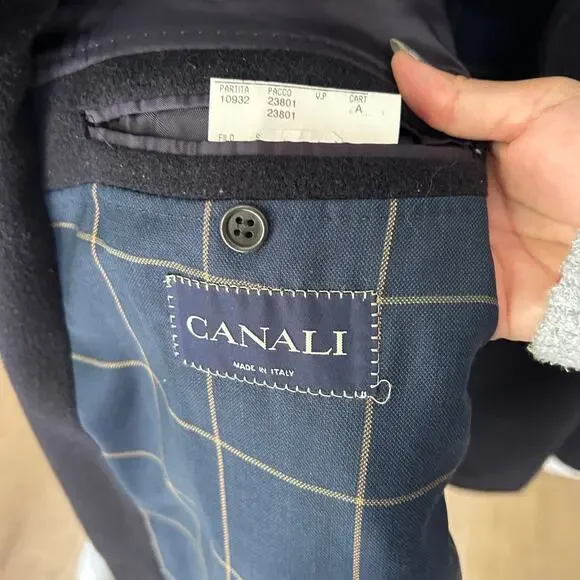 PARTITA PACCO V.P CART
10932 23801 A
23801
FILO S
CANALI
MADE IN ITALY